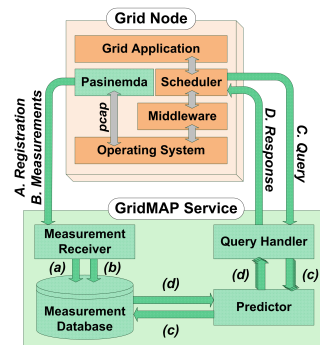 Grid Node
Grid Application
Pasinemda
Scheduler
pcap
Middleware
Operating System
A. Registration
B. Measurements
D. Response
C. Query
GridMAP Service
Measurement
Receiver
Query Handler
(a)
(b)
(d)
(c)
(d)
Measurement
Database
Predictor
(c)